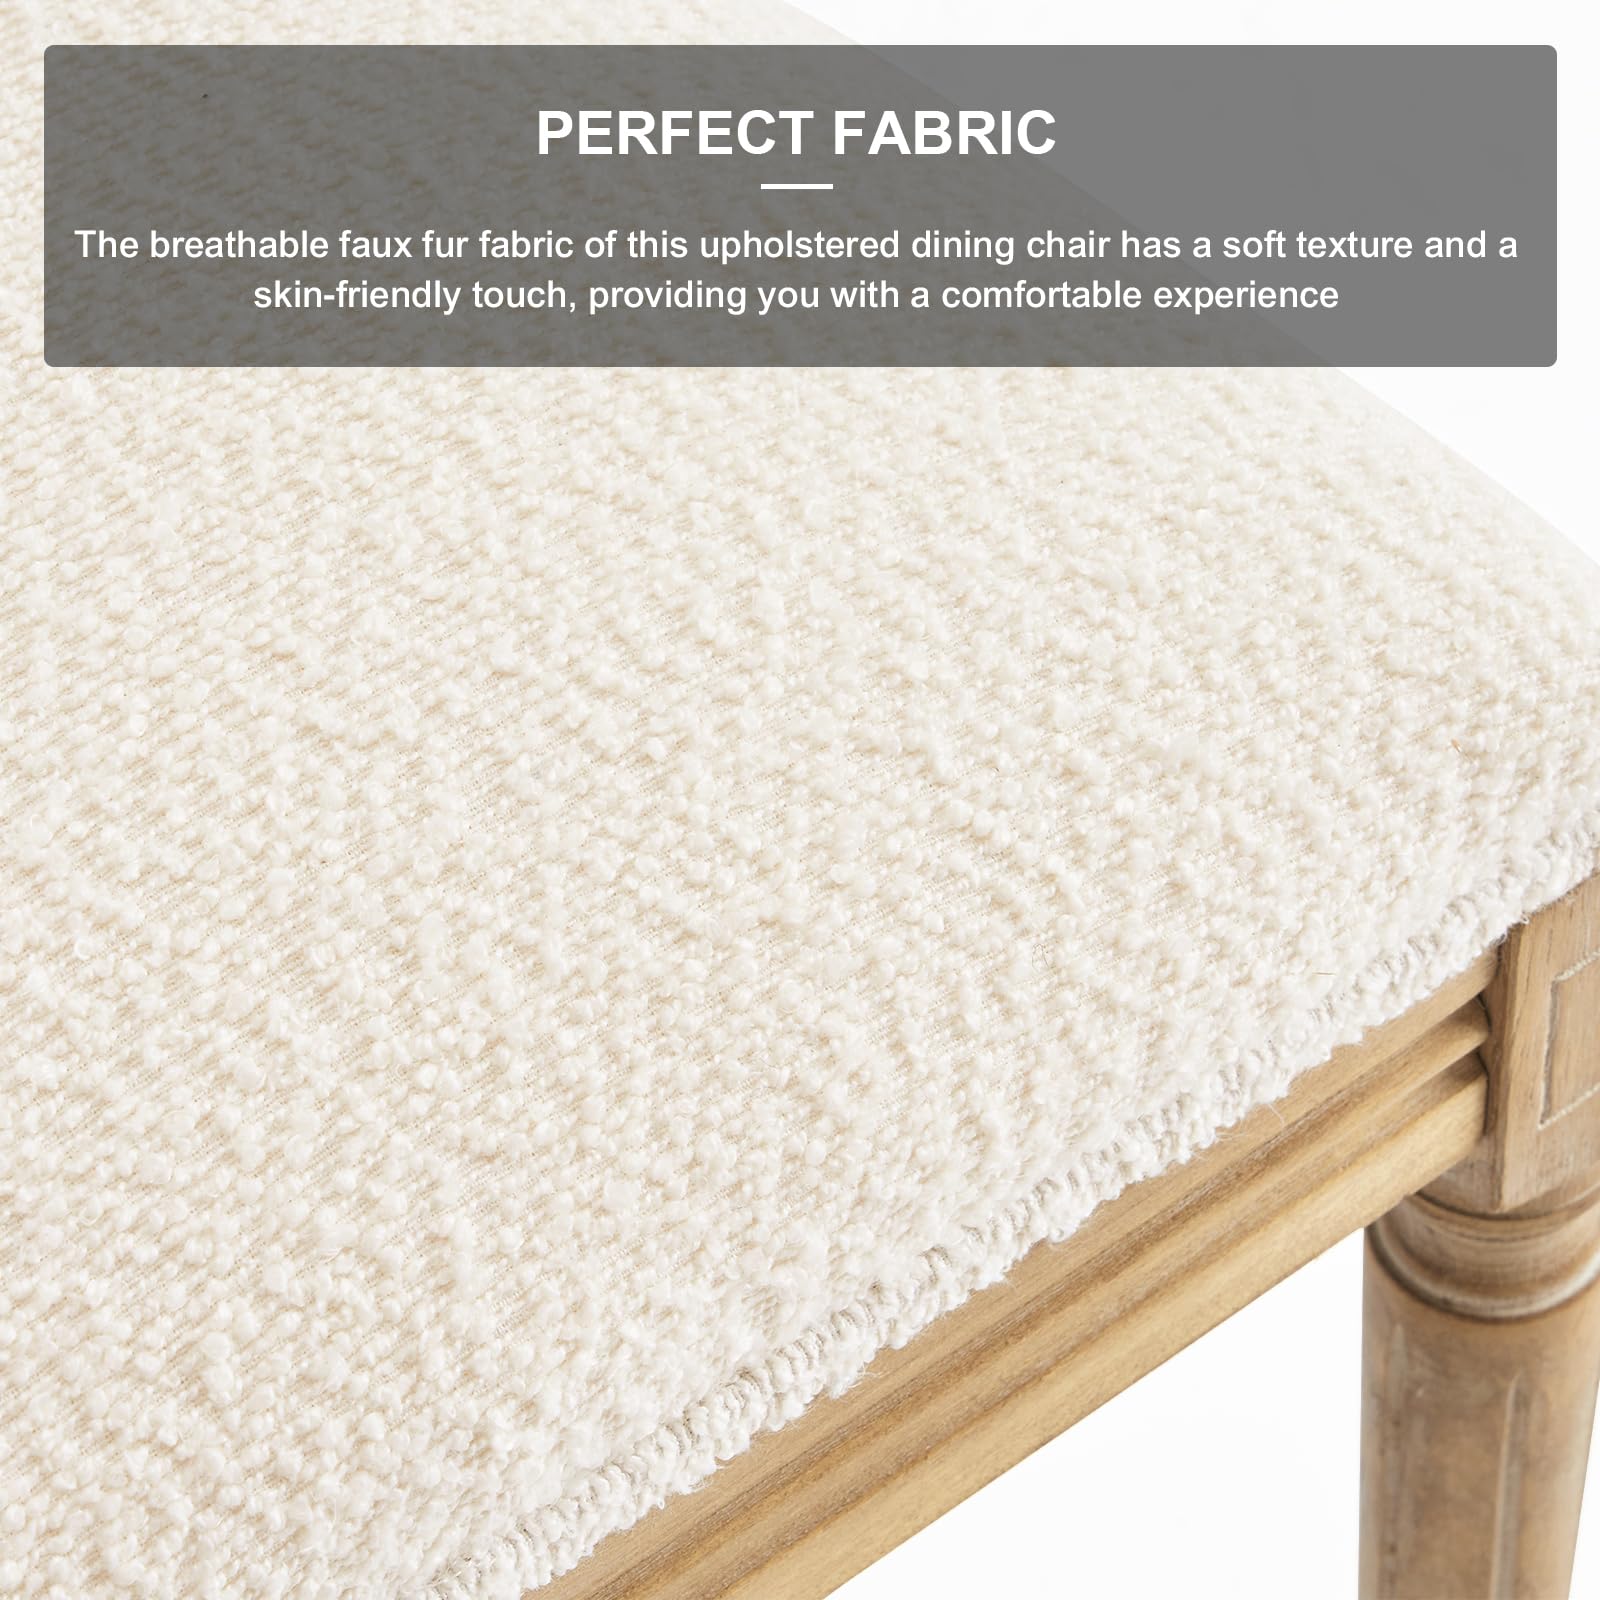 PERFECT FABRIC
The breathable faux fur fabric of this upholstered dining chair has a soft texture and a
skin-friendly touch, providing you with a comfortable experience